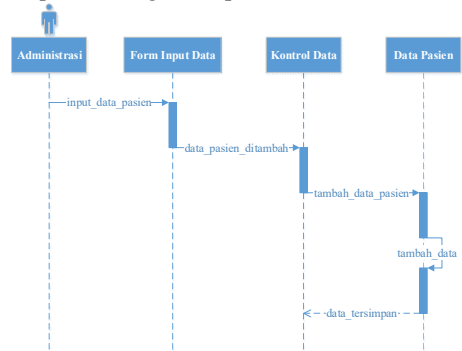 Administrasi
Form Input Data
Kontrol Data
Data Pasien
input_data_pasien
data_pasien_ditambah
tambah_data_pasien
tambah_data
data_tersimpan